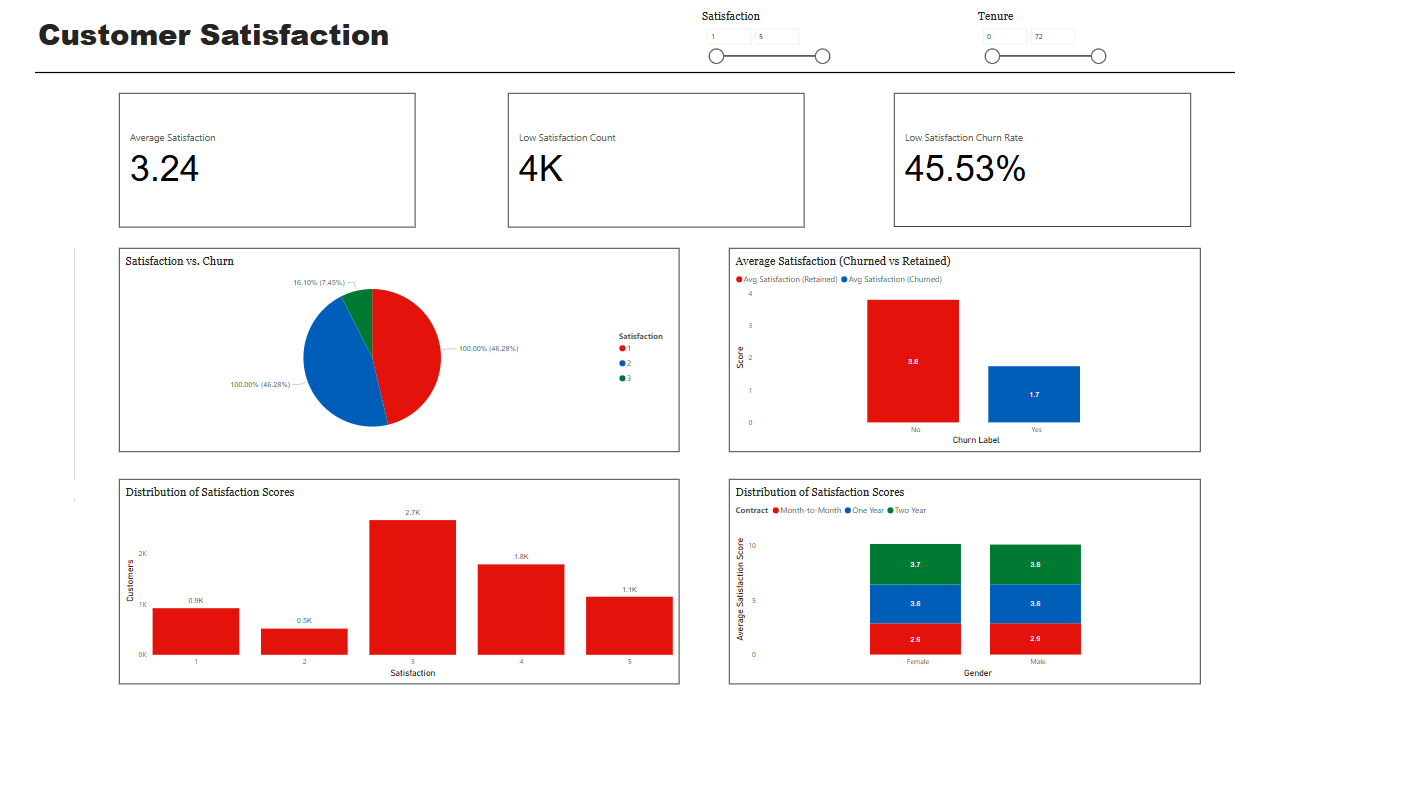 Customer Satisfaction
Satisfaction
1 5
Tenure
0 72
Average Satisfaction
3.24
Low Satisfaction Count
4K
Low Satisfaction Churn Rate
45.53%
Satisfaction vs. Churn
16.10% (7.45%)
100.00% (46.28%)
100.00% (46.28%)
Satisfaction
1
2
3
Average Satisfaction (Churned vs Retained)
Avg Satisfaction (Retained) Avg Satisfaction (Churned)
Score
4
3
2
1
0
3.8
1.7
No Yes
Churn Label
Distribution of Satisfaction Scores
Customers
2K
1K
0K
0.9K
0.5K
2.7K
1.8K
1.1K
1 2 3 4 5
Satisfaction
Distribution of Satisfaction Scores
Contract Month-to-Month One Year Two Year
Average Satisfaction Score
10
5
0
3.7 3.6
3.6 3.6
2.9 2.9
Female Male
Gender